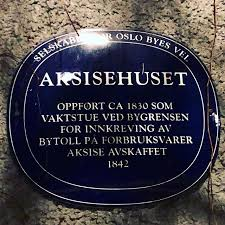 SELSKABET FOR OSLO BYES VEL
AKSISEHUSET
OPPFØRT CA 1830 SOM
VAKTSTUE VED BYGRENSEN
FOR INNKREVING AV
BYTOLL PÅ FORBRUKSVARER
AKSISE AVSKAFFET
1842